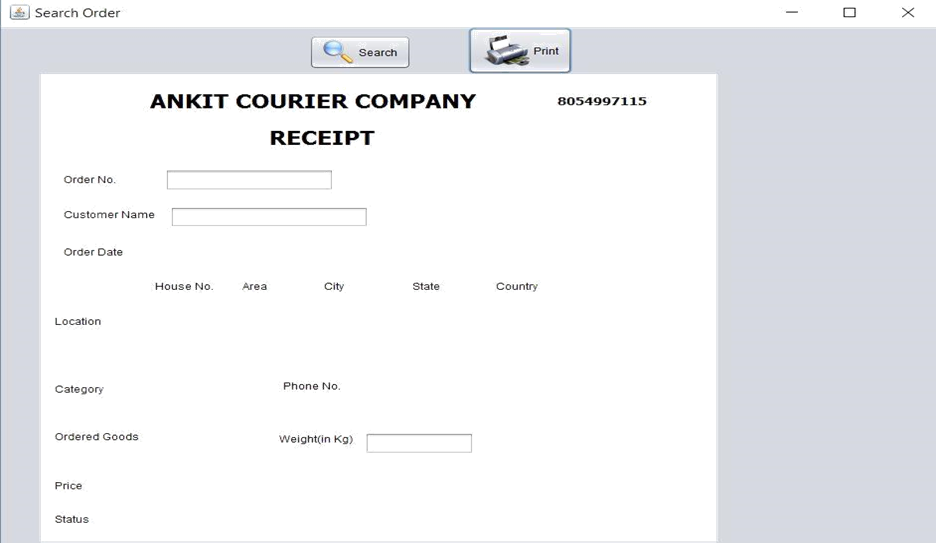 Search Order
Search Print
ANKIT COURIER COMPANY 8054997115
RECEIPT
Order No.
Customer Name
Order Date
House No. Area City State Country
Location
Category Phone No.
Ordered Goods Weight(in Kg)
Price
Status